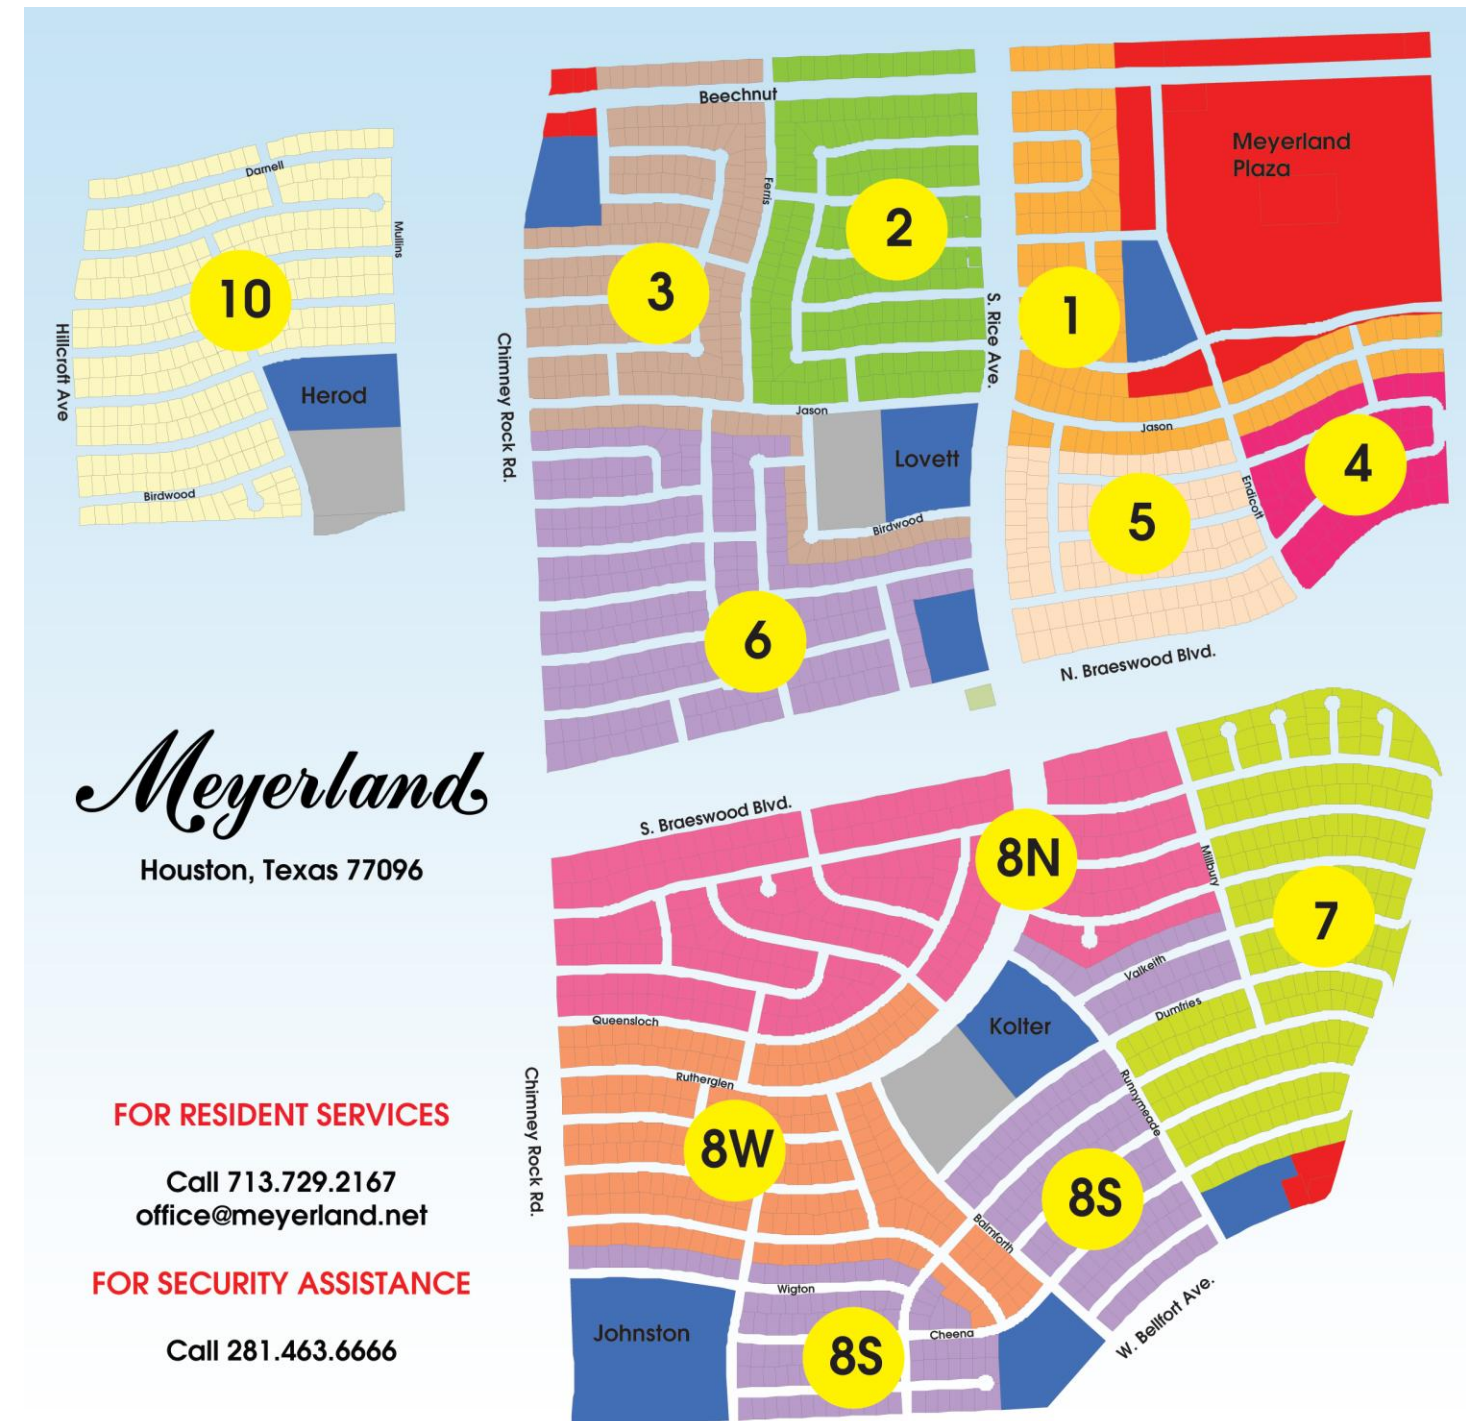 Beechnut
Meyerland
Plaza
Darnell
Ferris
Mullins
2
10
3
1
Hillcroft Ave
Chimney Rock Rd.
S. Rice Ave.
Herod
Jason
Jason
Lovett
4
Endicott
Birdwood
Birdwood
5
6
N. Braeswood Blvd.
Meyerland
Houston, Texas 77096
S. Braeswood Blvd.
8N
Millbury
7
Valkeith
Dumfries
Queensloch
Kolter
Rutherglen
Runnymeade
Chimney Rock Rd.
8W
8S
Balmforth
FOR RESIDENT SERVICES
Call 713.729.2167
office@meyerland.net
FOR SECURITY ASSISTANCE
Call 281.463.6666
Wigton
Johnston
Cheena
8S
W. Bellfort Ave.